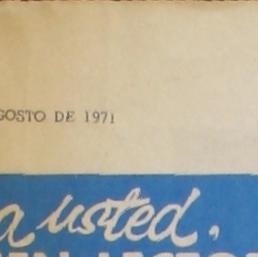 GOSTO DE 1971
a usted,